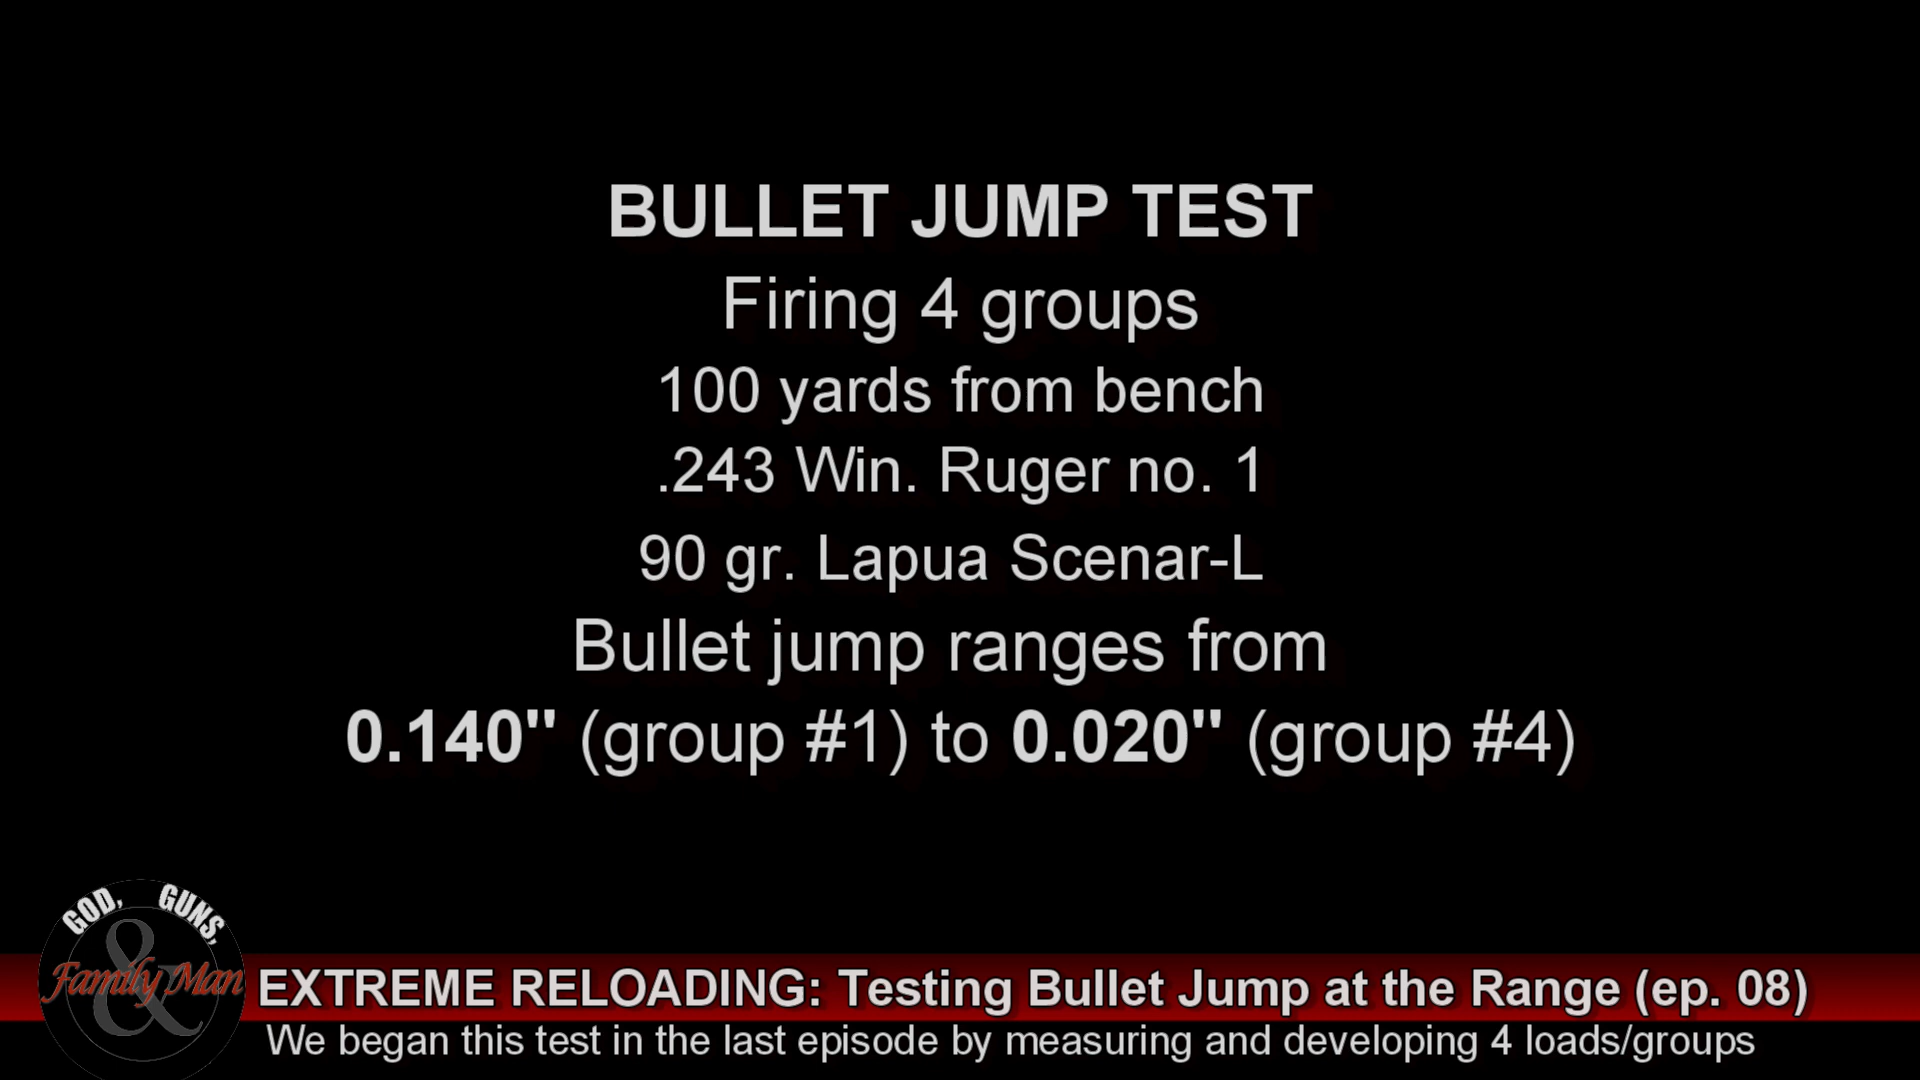 BULLET JUMP TEST
Firing 4 groups
100 yards from bench
.243 Win. Ruger no. 1
90 gr. Lapua Scenar-L
Bullet jump ranges from
0.140" (group #1) to 0.020" (group #4)
GOD, GUNS,
& Family Man
EXTREME RELOADING: Testing Bullet Jump at the Range (ep. 08)
We began this test in the last episode by measuring and developing 4 loads/groups